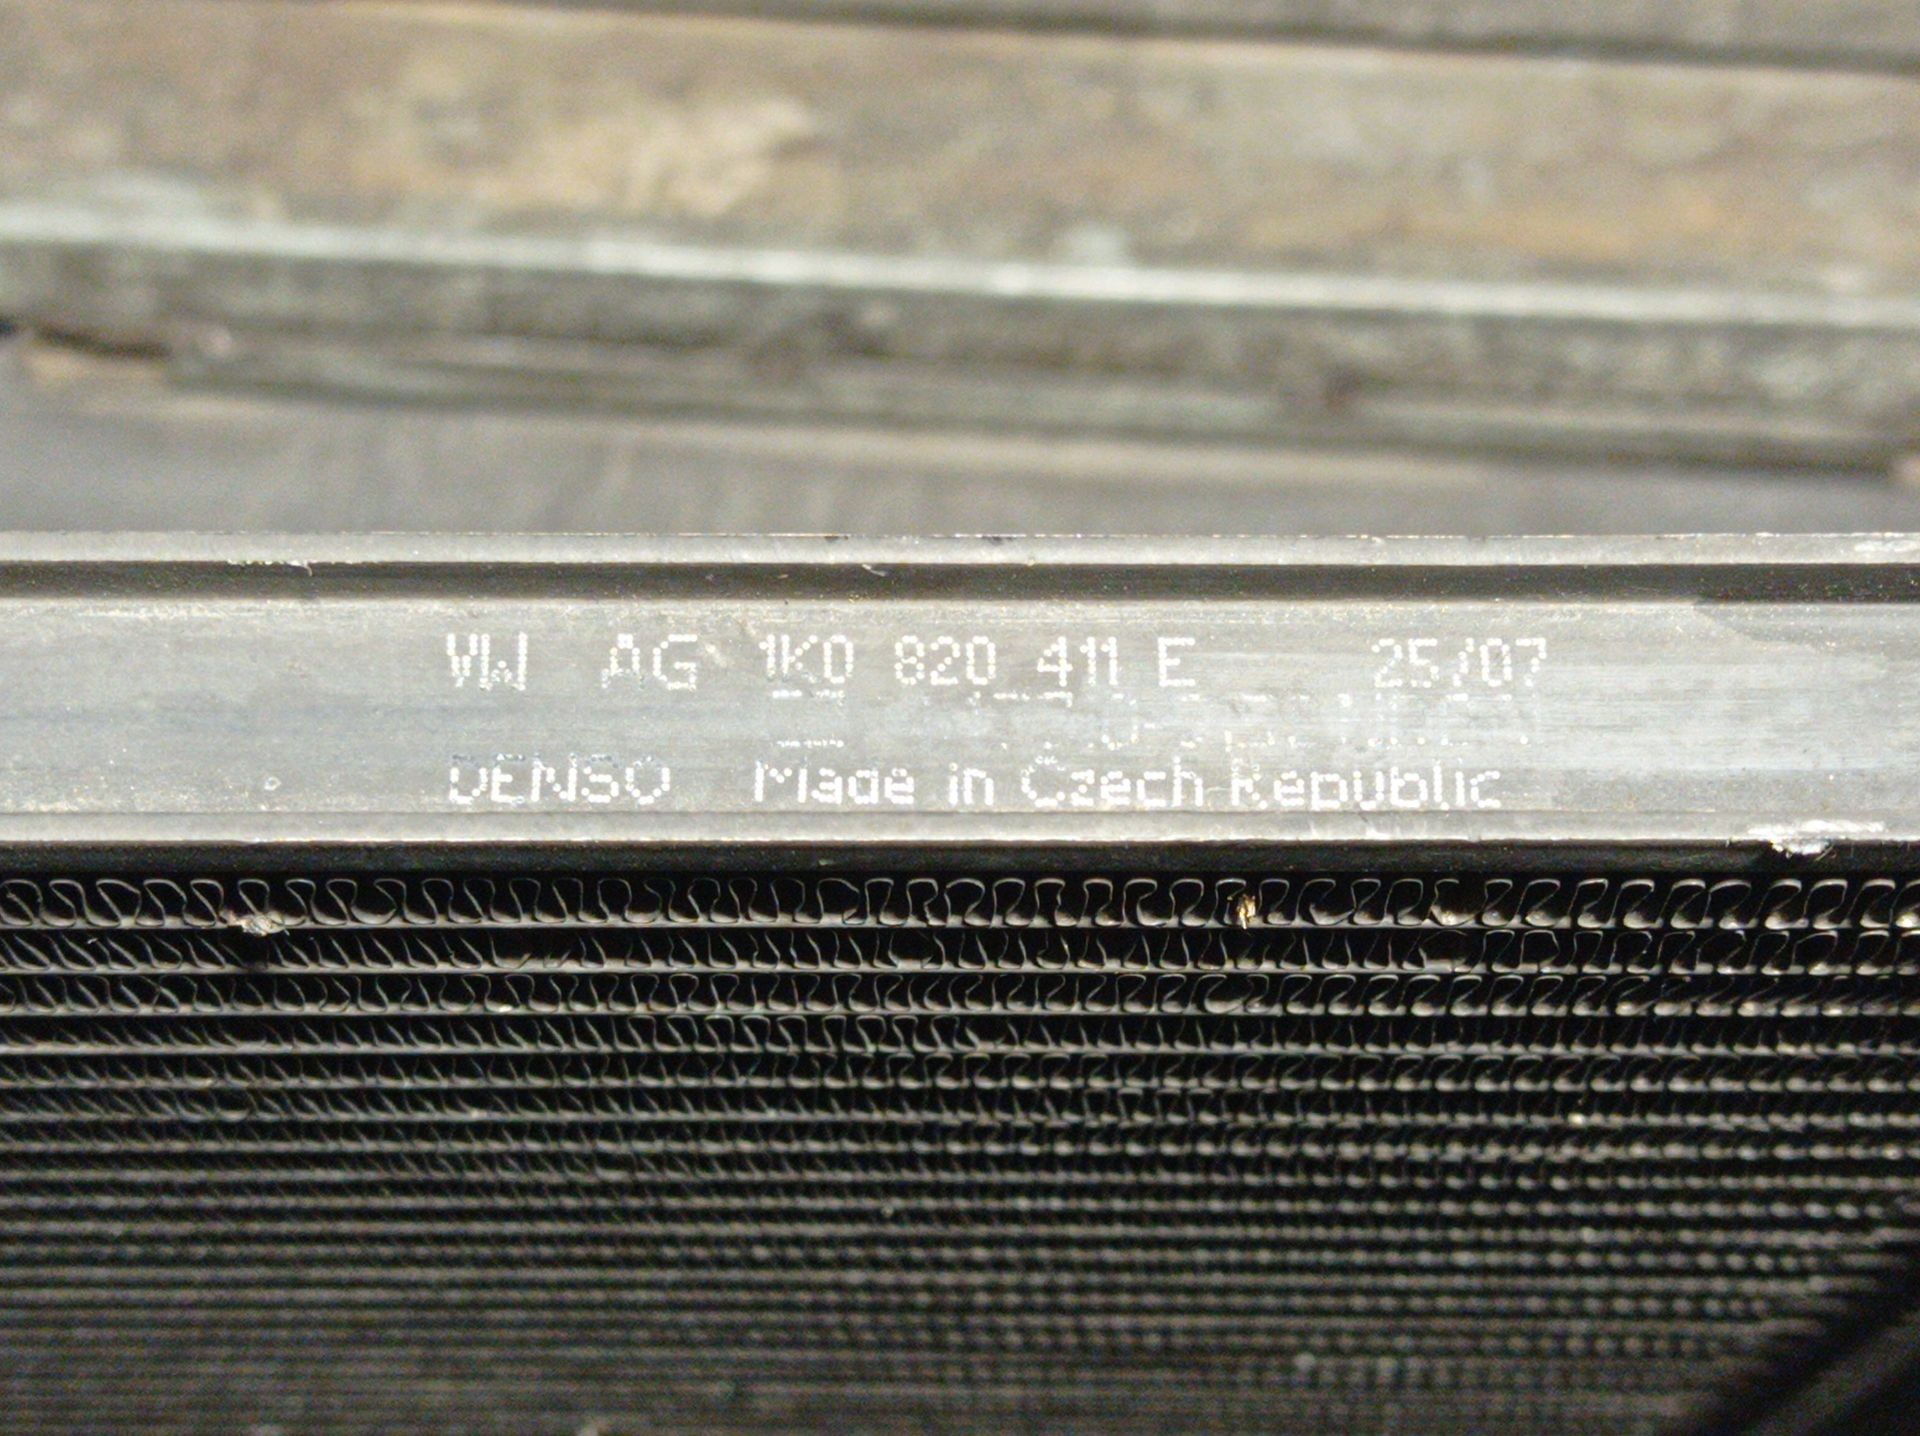 VW AG 1K0 820 411 E 25/07
DENSO Made in Czech Republic